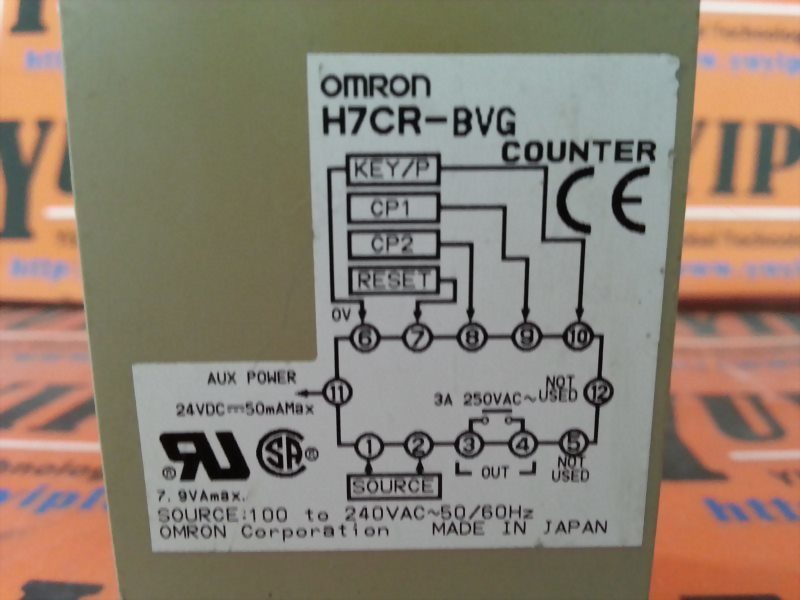 OMRON
H7CR-BVG
COUNTER
CE
KEY/P
CP1
CP2
RESET
0V
6 7 8 9 10
AUX POWER
11
24VDC⎓50mAMax
3A 250VAC~
NOT
USED
12
1 2 3 4 5
OUT
NOT
USED
SOURCE
7.9VAmax.
SOURCE:100 to 240VAC~50/60Hz
OMRON Corporation MADE IN JAPAN